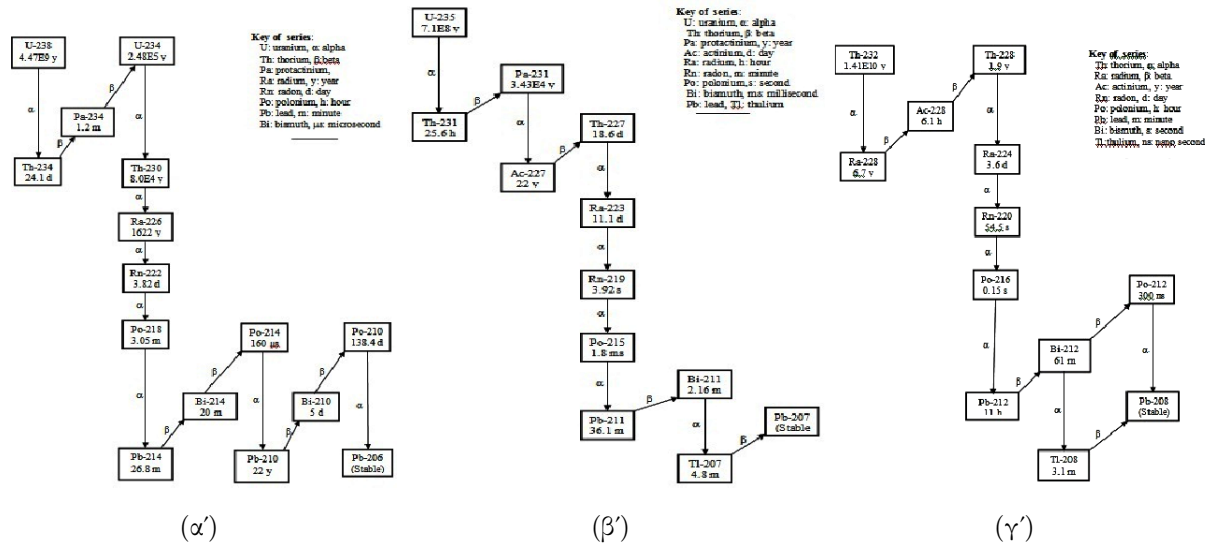 U-238
4.47E9 y
α
Th-234
24.1 d
β
Pa-234
1.2 m
β
U-234
2.48E5 y
α
Th-230
8.0E4 y
α
Ra-226
1622 y
α
Rn-222
3.82 d
α
Po-218
3.05 m
α
Pb-214
26.8 m
β
Bi-214
20 m
β
Po-214
160 µs
α
Pb-210
22 y
β
Bi-210
5 d
β
Po-210
138.4 d
α
Pb-206
(Stable)
Key of series:
U: uranium, α: alpha
Th: thorium, β:beta
Pa: protactinium,
Ra: radium, y: year
Rn: radon, d: day
Po: polonium, h: hour
Pb: lead, m: minute
Bi: bismuth, µs: microsecond
(α′)
U-235
7.1E8 y
α
Th-231
25.6 h
β
Pa-231
3.43E4 y
α
Ac-227
22 y
β
Th-227
18.6 d
α
Ra-223
11.1 d
α
Rn-219
3.92 s
α
Po-215
1.8 ms
α
Pb-211
36.1 m
β
Bi-211
2.16 m
α
Tl-207
4.8 m
β
Pb-207
(Stable
Key of series:
U: uranium, α: alpha
Th: thorium, β: beta
Pa: protactinium, y: year
Ac: actinium, d: day
Ra: radium, h: hour
Rn: radon, m: minute
Po: polonium, s: second
Bi: bismuth, ms: millisecond
Pb: lead, Tl: thalium
(β′)
Th-232
1.41E10 y
α
Ra-228
6.7 y
β
Ac-228
6.1 h
β
Th-228
1.9 y
α
Ra-224
3.6 d
α
Rn-220
54.5 s
α
Po-216
0.15 s
α
Pb-212
11 h
β
Bi-212
61 m
β
Po-212
300 ns
α
Pb-208
(Stable)
α
Tl-208
3.1 m
β
Key of series:
Th: thorium, α: alpha
Ra: radium, β: beta
Ac: actinium, y: year
Rn: radon, d: day
Po: polonium, h: hour
Pb: lead, m: minute
Bi: bismuth, s: second
Tl:thalium, ns: nano second
(γ′)